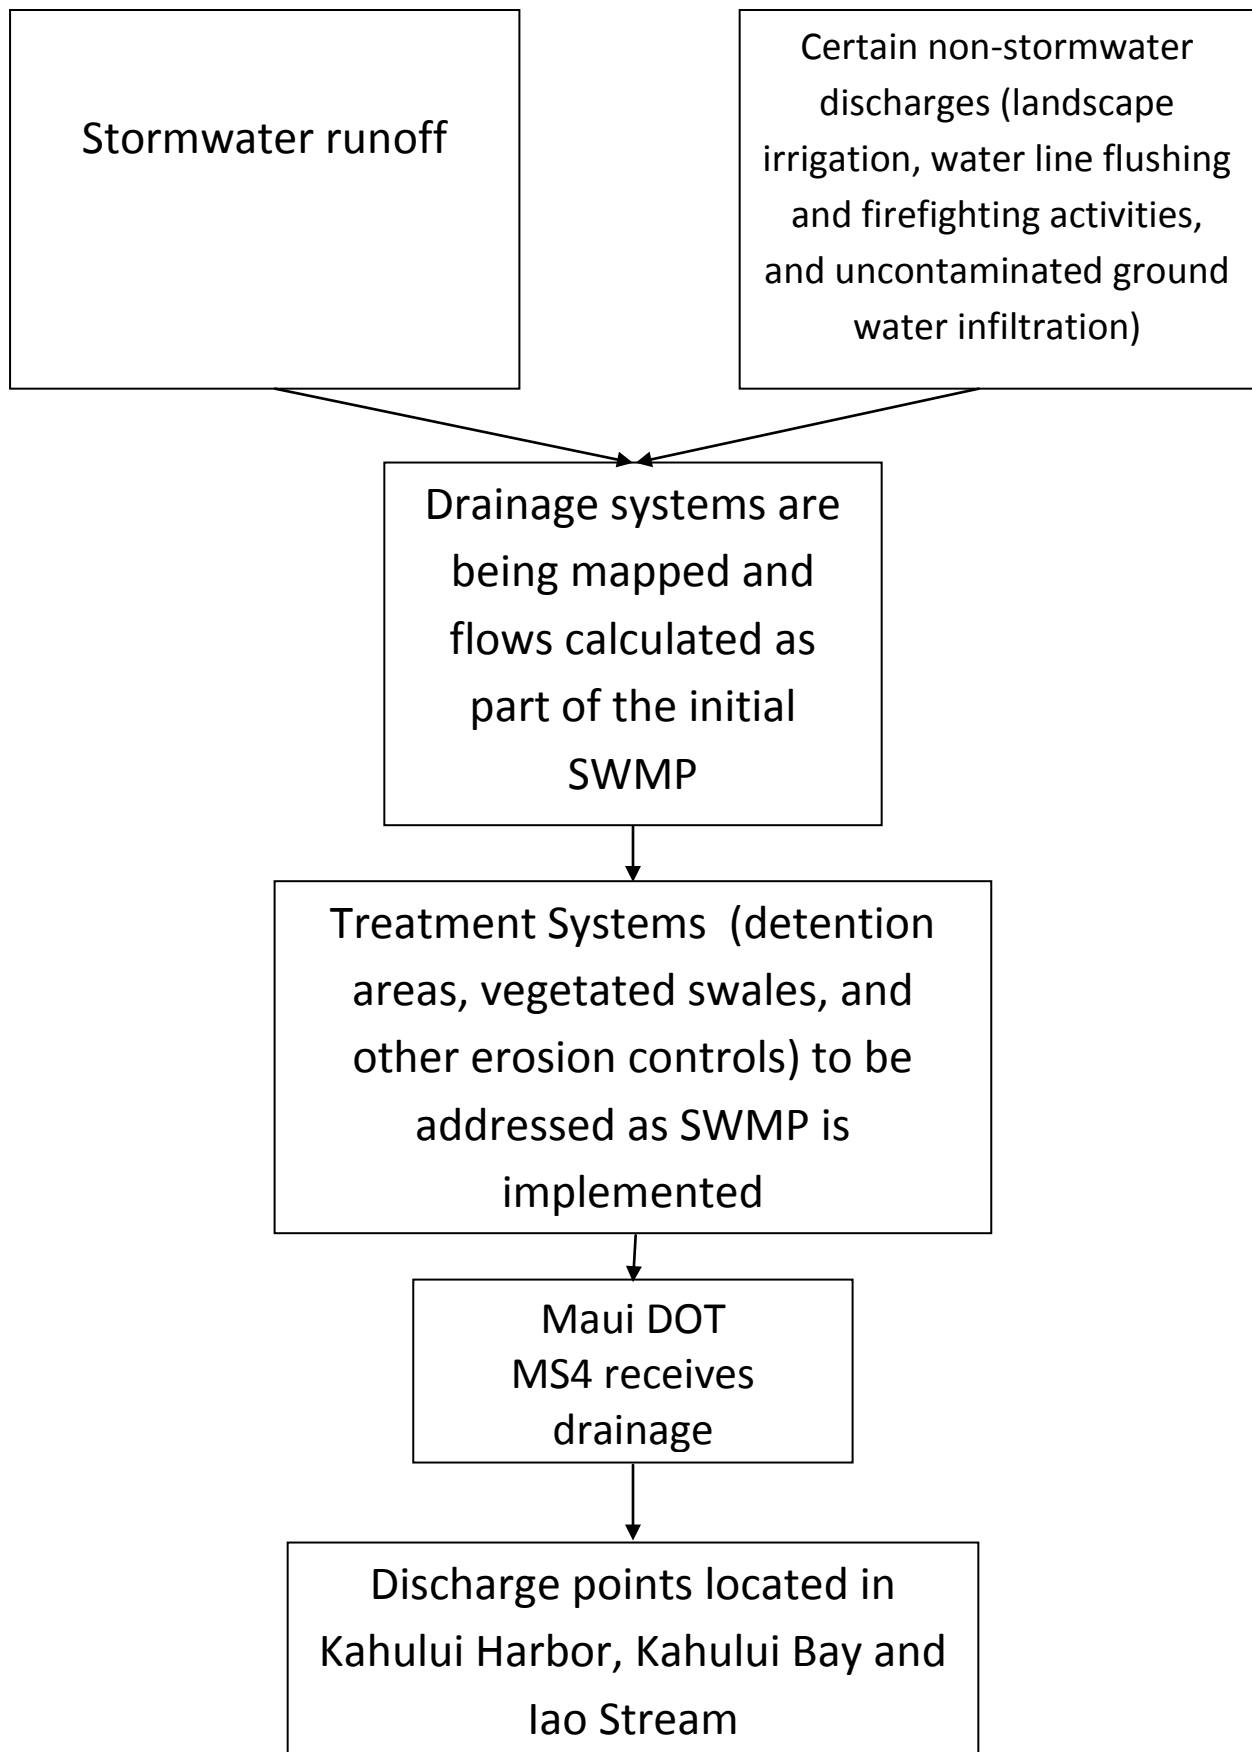 Stormwater runoff
Certain non-stormwater
discharges (landscape
irrigation, water line flushing
and firefighting activities,
and uncontaminated ground
water infiltration)
Drainage systems are
being mapped and
flows calculated as
part of the initial
SWMP
Treatment Systems  (detention
areas, vegetated swales, and
other erosion controls) to be
addressed as SWMP is
implemented
Maui DOT
MS4 receives
drainage
Discharge points located in
Kahului Harbor, Kahului Bay and
Iao Stream